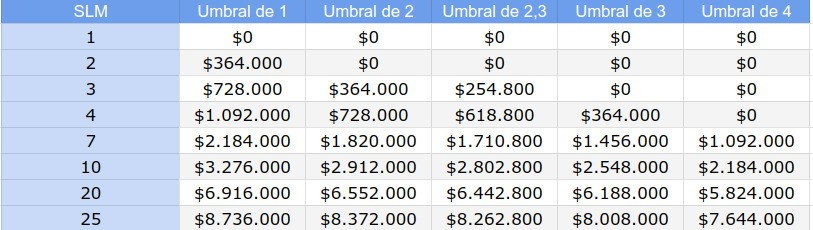 SLM Umbral de 1 Umbral de 2 Umbral de 2,3 Umbral de 3 Umbral de 4
1 $0 $0 $0 $0 $0
2 $364.000 $0 $0 $0 $0
3 $728.000 $364.000 $254.800 $0 $0
4 $1.092.000 $728.000 $618.800 $364.000 $0
7 $2.184.000 $1.820.000 $1.710.800 $1.456.000 $1.092.000
10 $3.276.000 $2.912.000 $2.802.800 $2.548.000 $2.184.000
20 $6.916.000 $6.552.000 $6.442.800 $6.188.000 $5.824.000
25 $8.736.000 $8.372.000 $8.262.800 $8.008.000 $7.644.000